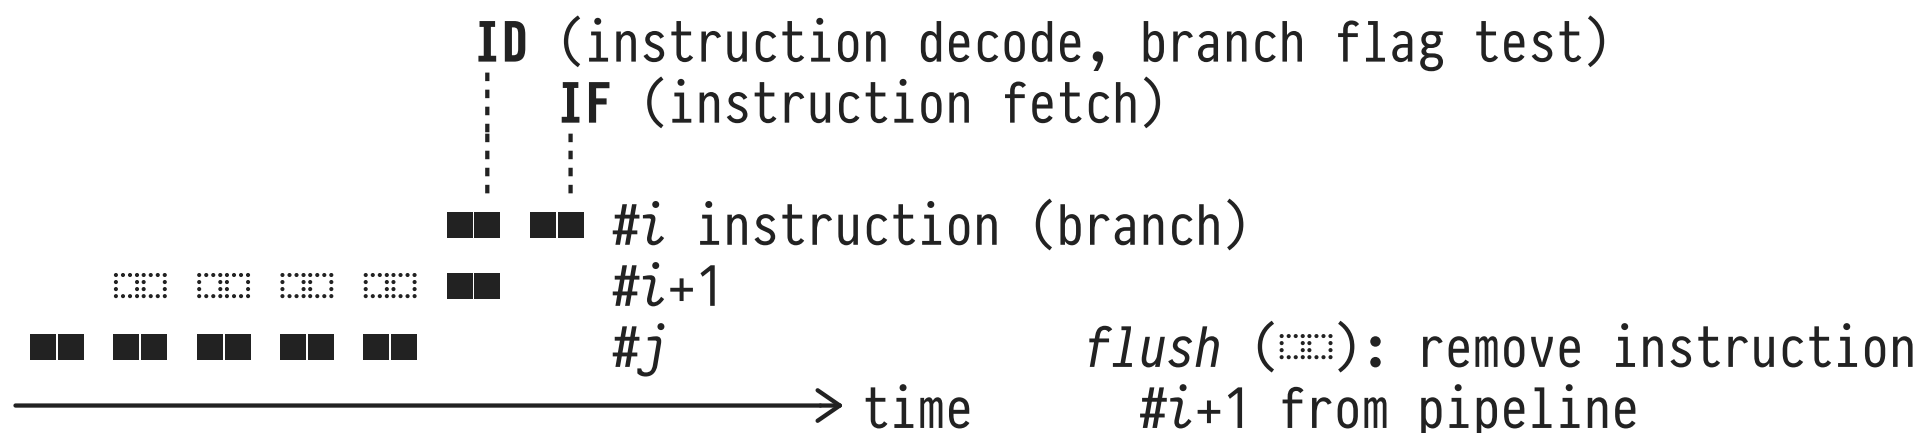 ID (instruction decode, branch flag test)
IF (instruction fetch)
#i instruction (branch)
#i+1
#j
flush (): remove instruction
time
#i+1 from pipeline